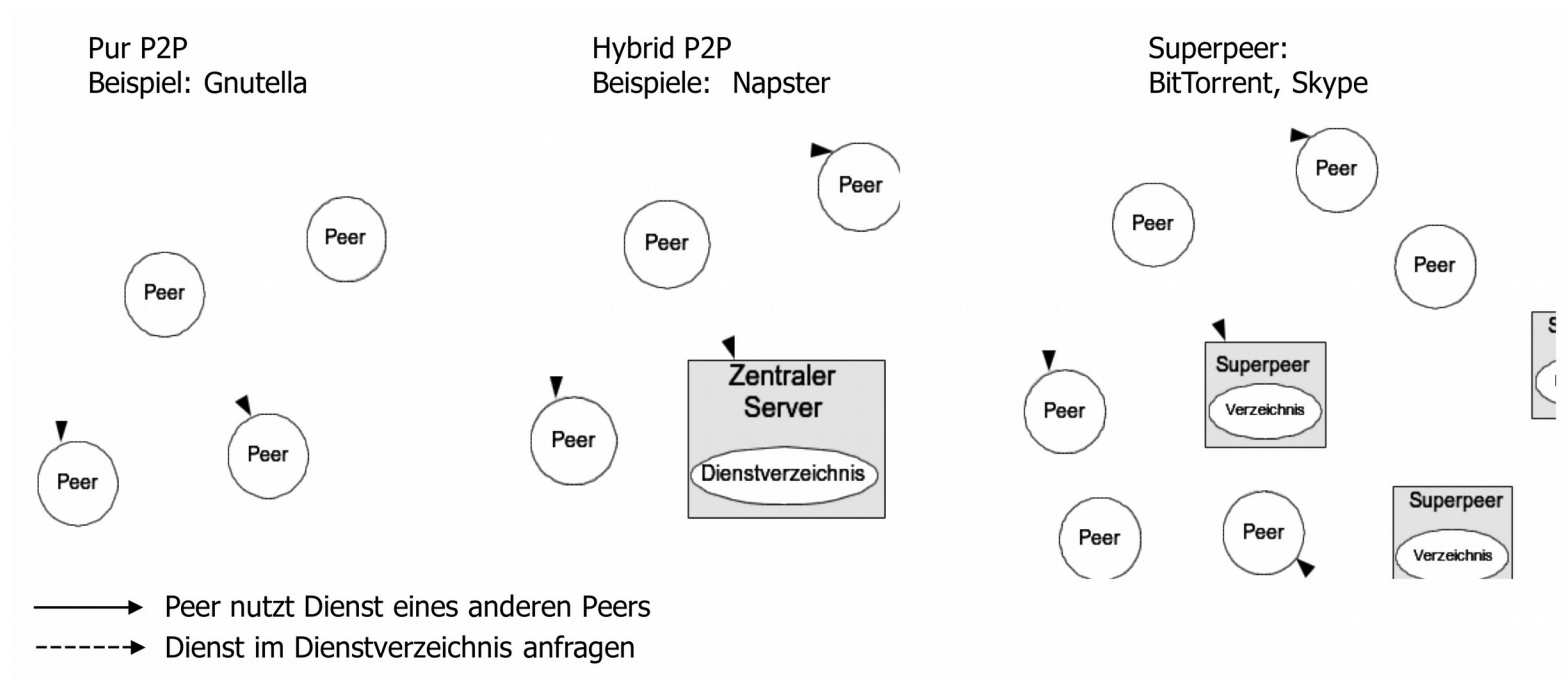 Pur P2P
Beispiel: Gnutella
Peer
Peer
Peer
Peer
Hybrid P2P
Beispiele: Napster
Peer
Peer
Peer
Zentraler
Server
Dienstverzeichnis
Superpeer:
BitTorrent, Skype
Peer
Peer
Peer
Superpeer
Verzeichnis
Peer
Peer
Peer
Superpeer
Verzeichnis
Peer nutzt Dienst eines anderen Peers
Dienst im Dienstverzeichnis anfragen